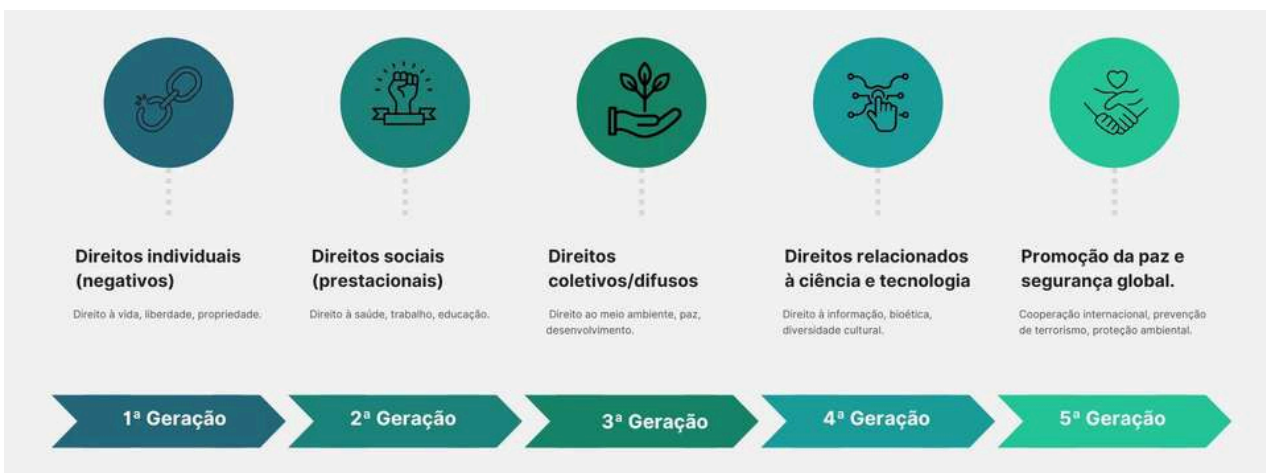 Direitos individuais
(negativos)
Direito à vida, liberdade, propriedade.
1ª Geração
Direitos sociais
(prestacionais)
Direito à saúde, trabalho, educação.
2ª Geração
Direitos
coletivos/difusos
Direito ao meio ambiente, paz,
desenvolvimento.
3ª Geração
Direitos relacionados
à ciência e tecnologia
Direito à informação, bioética,
diversidade cultural.
4ª Geração
Promoção da paz e
segurança global.
Cooperação internacional, prevenção
de terrorismo, proteção ambiental.
5ª Geração